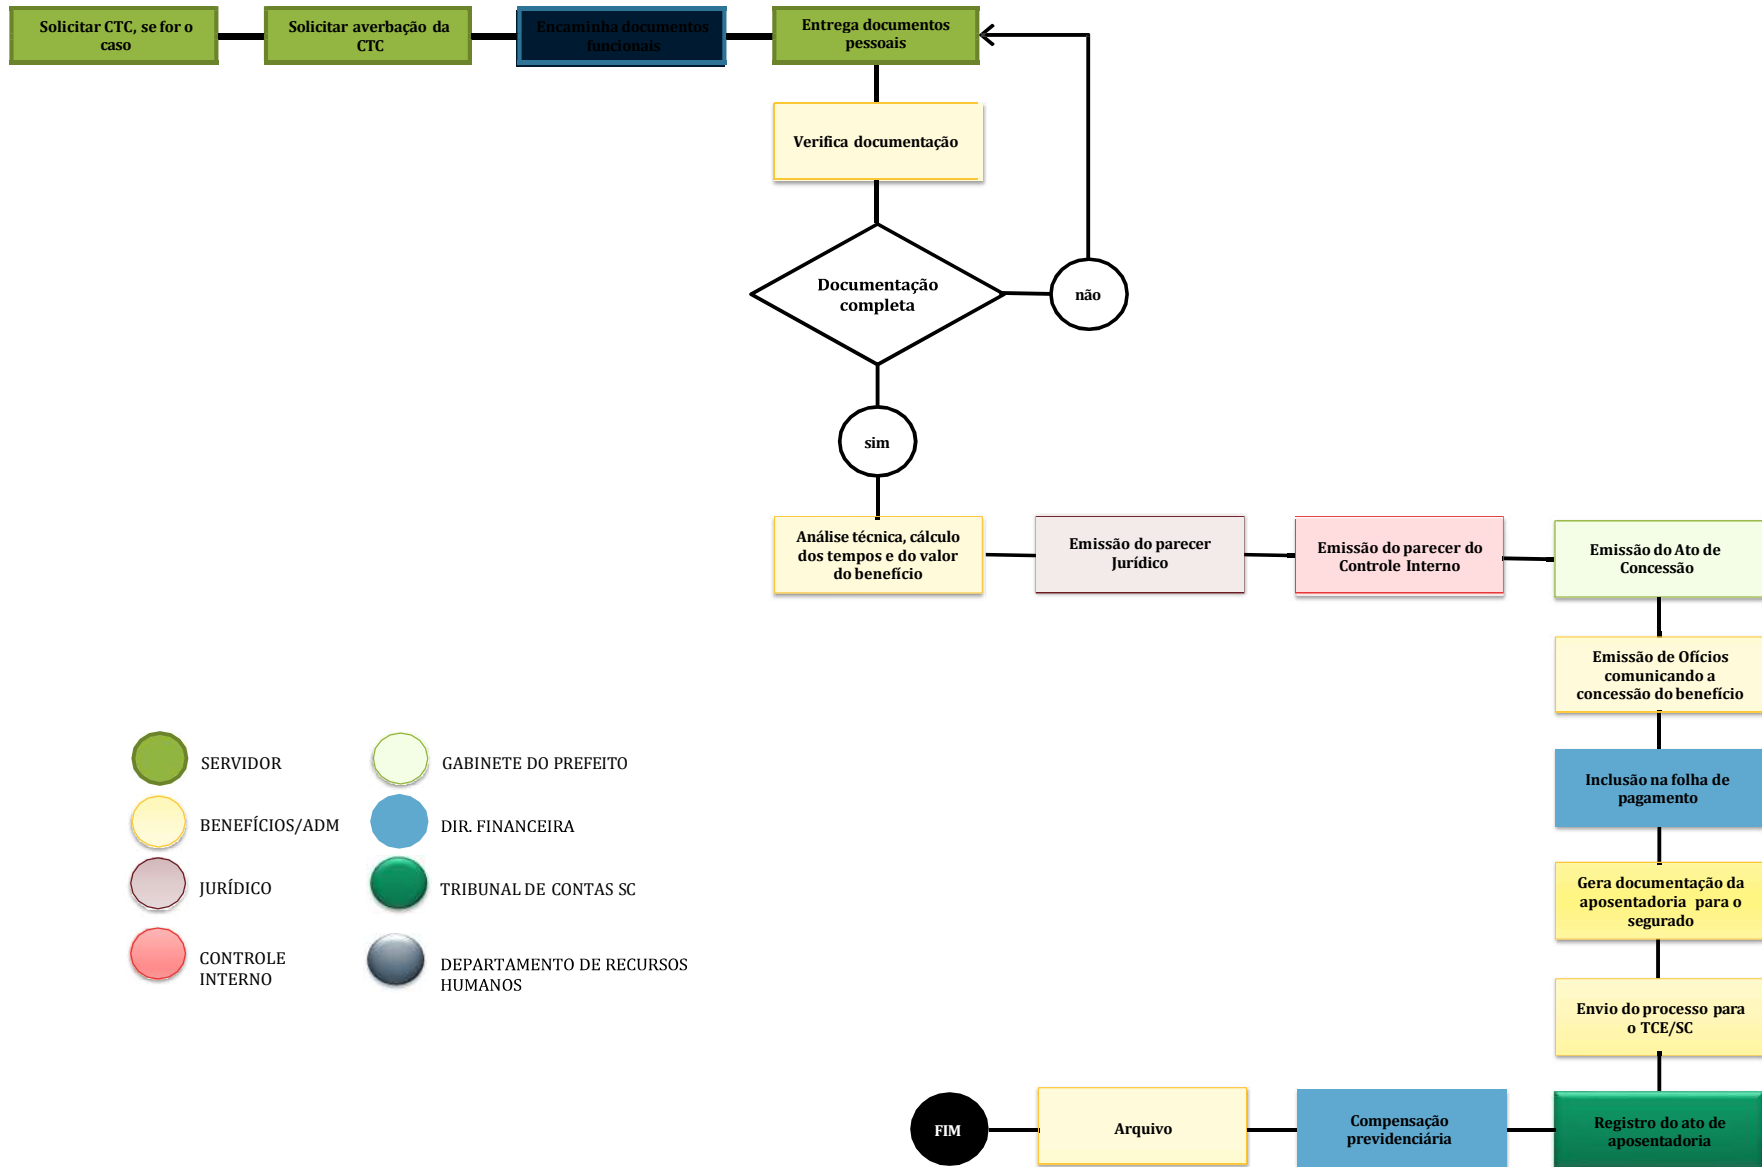 Solicitar CTC, se for o
caso
Solicitar averbação da
CTC
Encaminha documentos
funcionais
Entrega documentos
pessoais
Verifica documentação
Documentação
completa
não
sim
Análise técnica, cálculo
dos tempos e do valor
do benefício
Emissão do parecer
Jurídico
Emissão do parecer do
Controle Interno
Emissão do Ato de
Concessão
Emissão de Ofícios
comunicando a
concessão do benefício
Inclusão na folha de
pagamento
Gera documentação da
aposentadoria para o
segurado
Envio do processo para
o TCE/SC
Registro do ato de
aposentadoria
Compensação
previdenciária
Arquivo
FIM
SERVIDOR
GABINETE DO PREFEITO
BENEFÍCIOS/ADM
DIR. FINANCEIRA
JURÍDICO
TRIBUNAL DE CONTAS SC
CONTROLE
INTERNO
DEPARTAMENTO DE RECURSOS
HUMANOS